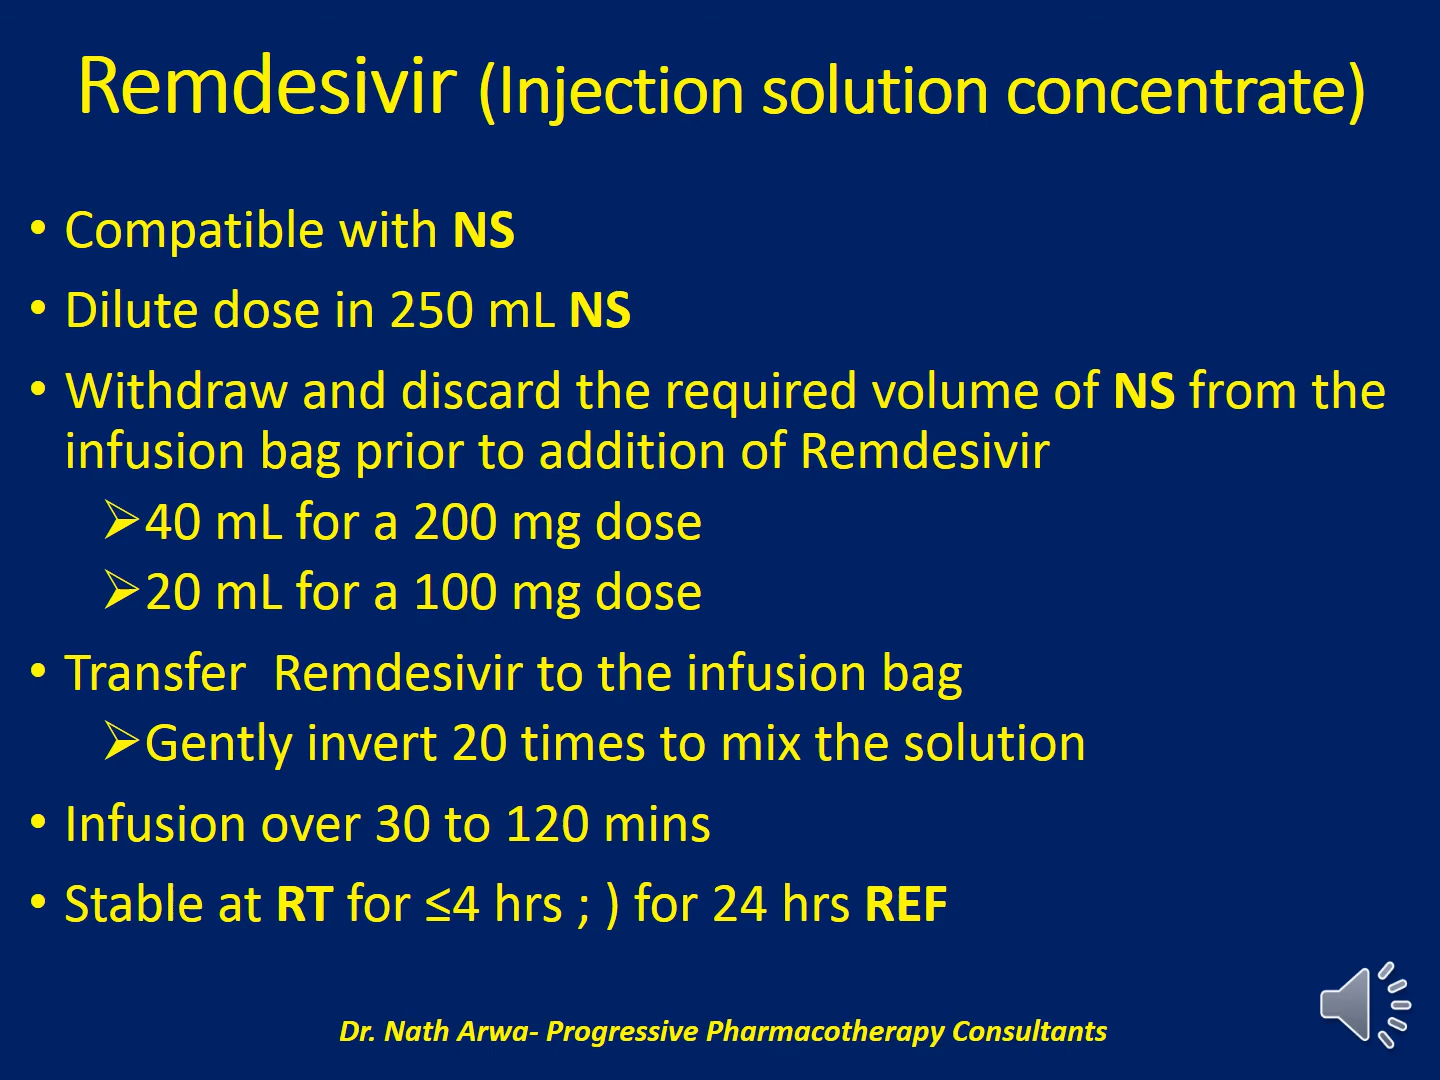 Remdesivir (Injection solution concentrate)
• Compatible with NS
• Dilute dose in 250 mL NS
• Withdraw and discard the required volume of NS from the
infusion bag prior to addition of Remdesivir
➢40 mL for a 200 mg dose
➢20 mL for a 100 mg dose
• Transfer  Remdesivir to the infusion bag
➢Gently invert 20 times to mix the solution
• Infusion over 30 to 120 mins
• Stable at RT for ≤4 hrs ; ) for 24 hrs REF
Dr. Nath Arwa- Progressive Pharmacotherapy Consultants